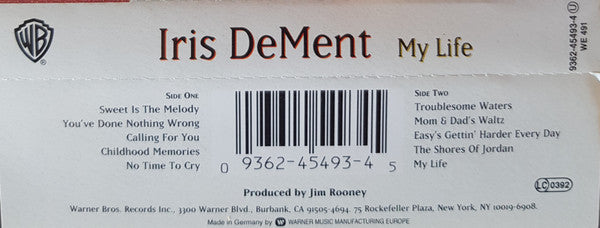 WB
Iris DeMent My Life
9362-45493-4 U
WE 491
SIDE ONE
Sweet Is The Melody
You've Done Nothing Wrong
Calling For You
Childhood Memories
No Time To Cry
0 9362-45493-4 5
SIDE TWO
Troublesome Waters
Mom & Dad's Waltz
Easy's Gettin' Harder Every Day
The Shores Of Jordan
My Life
Produced by Jim Rooney
LC 0392
Warner Bros. Records Inc., 3300 Warner Blvd., Burbank, CA 91505-4694. 75 Rockefeller Plaza, New York, NY 10019-6908.
Made in Germany by WARNER MUSIC MANUFACTURING EUROPE